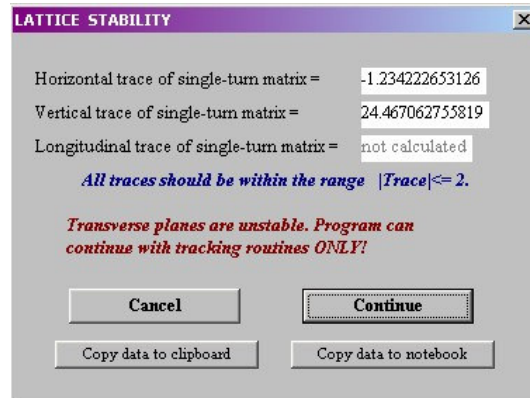 LATTICE STABILITY
Horizontal trace of single-turn matrix = -1.234222653126
Vertical trace of single-turn matrix = 24.467062755819
Longitudinal trace of single-turn matrix = not calculated
All traces should be within the range |Trace|<= 2.
Transverse planes are unstable. Program can
continue with tracking routines ONLY!
Cancel Continue
Copy data to clipboard Copy data to notebook